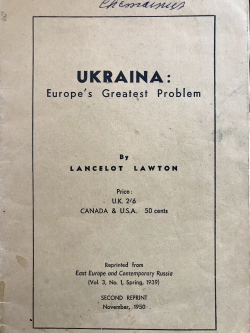 UKRAINA:
Europe's Greatest Problem
By
LANCELOT LAWTON
Price:
U.K. 2/6
CANADA & U.S.A. 50 cents
Reprinted from
East Europe and Contemporary Russia
(Vol. 3, No. 1, Spring, 1939)
SECOND REPRINT
November, 1950